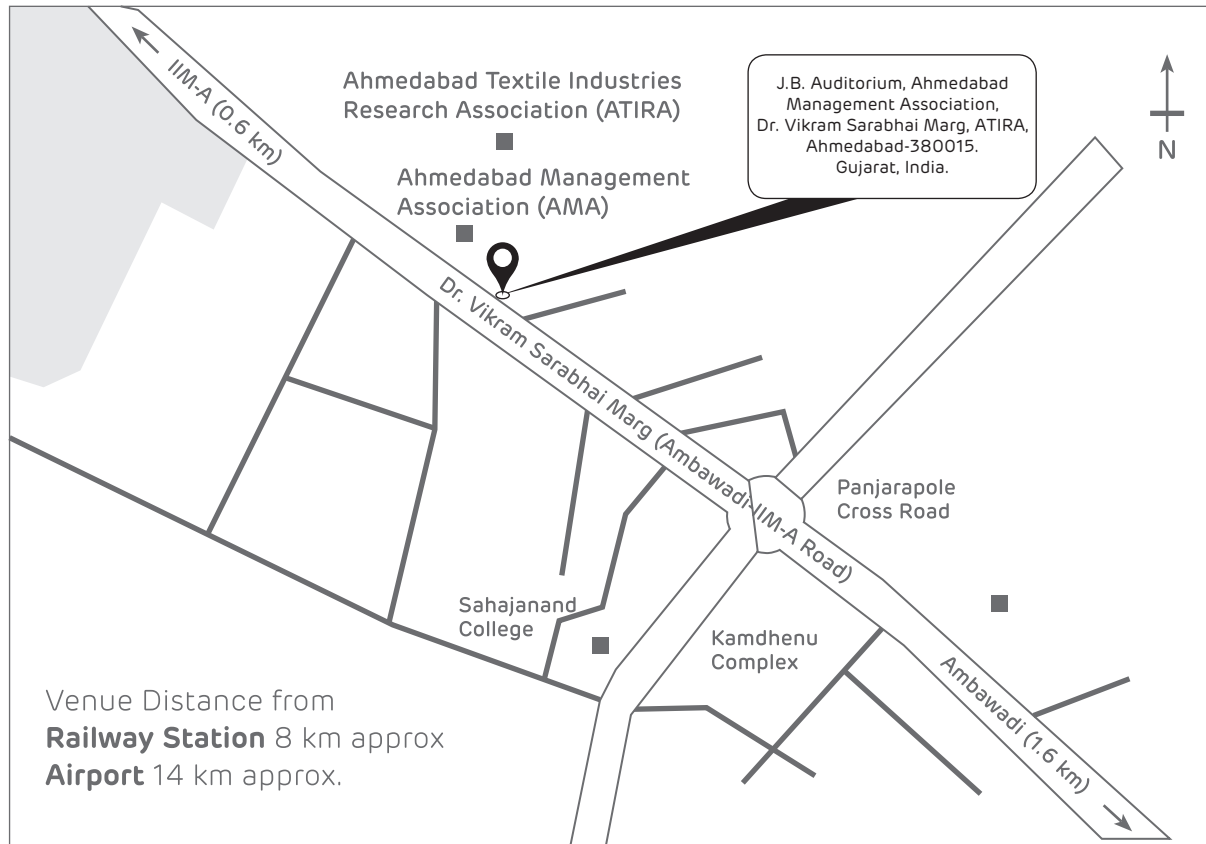 IIM-A (0.6 km)
Ahmedabad Textile Industries
Research Association (ATIRA)
Ahmedabad Management
Association (AMA)
J.B. Auditorium, Ahmedabad
Management Association,
Dr. Vikram Sarabhai Marg, ATIRA,
Ahmedabad-380015.
Gujarat, India.
N
Dr. Vikram Sarabhai Marg (Ambawadi-IIM-A Road)
Panjarapole
Cross Road
Sahajanand
College
Kamdhenu
Complex
Ambawadi (1.6 km)
Venue Distance from
Railway Station 8 km approx
Airport 14 km approx.